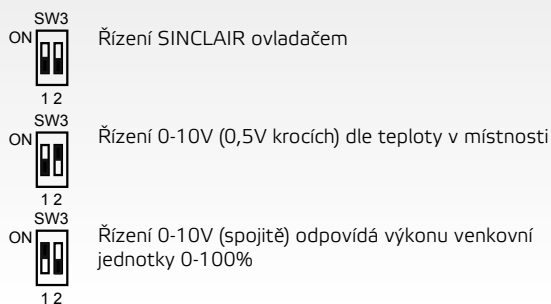 SW3
ON
Řízení SINCLAIR ovladačem
1 2
SW3
ON
Řízení 0-10V (0,5V krocích) dle teploty v místnosti
1 2
SW3
ON
Řízení 0-10V (spojitě) odpovídá výkonu venkovní
jednotky 0-100%
1 2